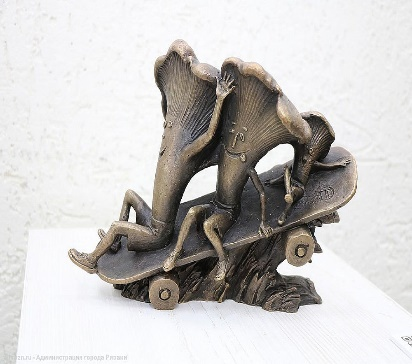 Администрация города Рязани